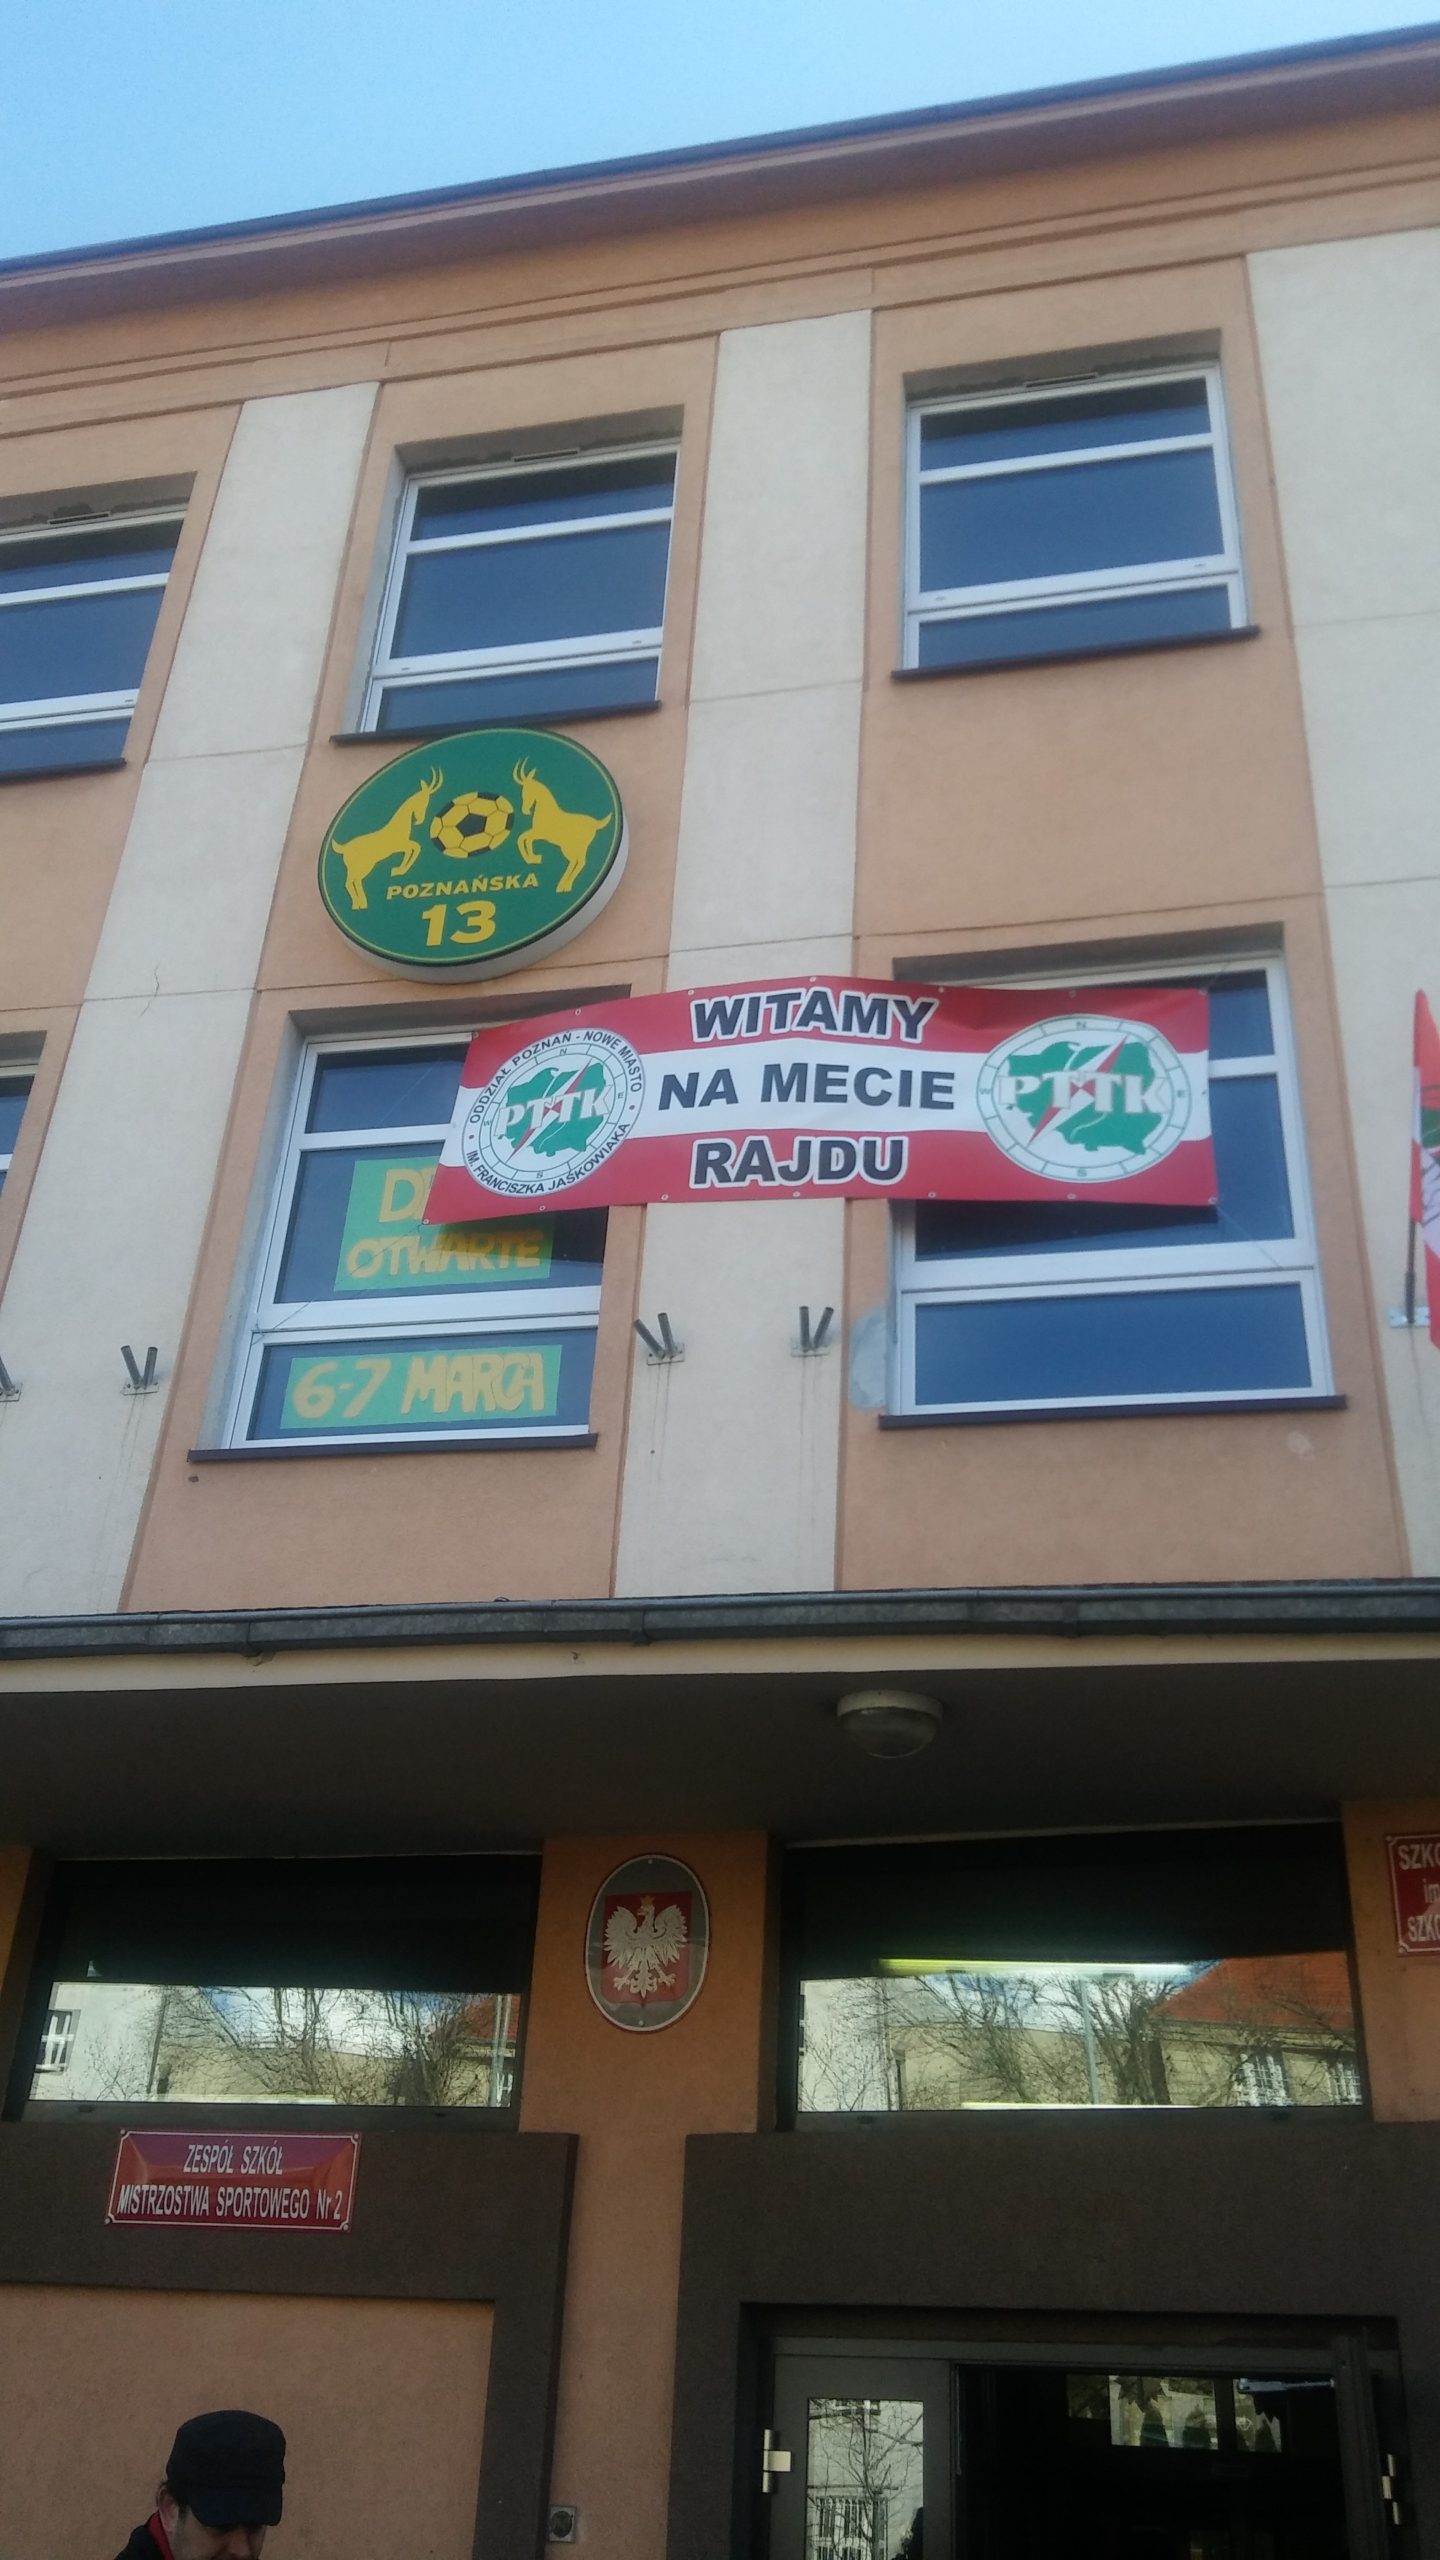 POZNAŃSKA
13
WITAMY
NA MECIE
RAJDU
ODDZIAŁ POZNAŃ - NOWE MIASTO
IM. FRANCISZKA JAŚKOWIAKA
N
E
S
W
PTTK
N
E
S
W
PTTK
OTWARTE
6-7 MARCA
ZESPÓŁ SZKÓŁ
MISTRZOSTWA SPORTOWEGO Nr 2